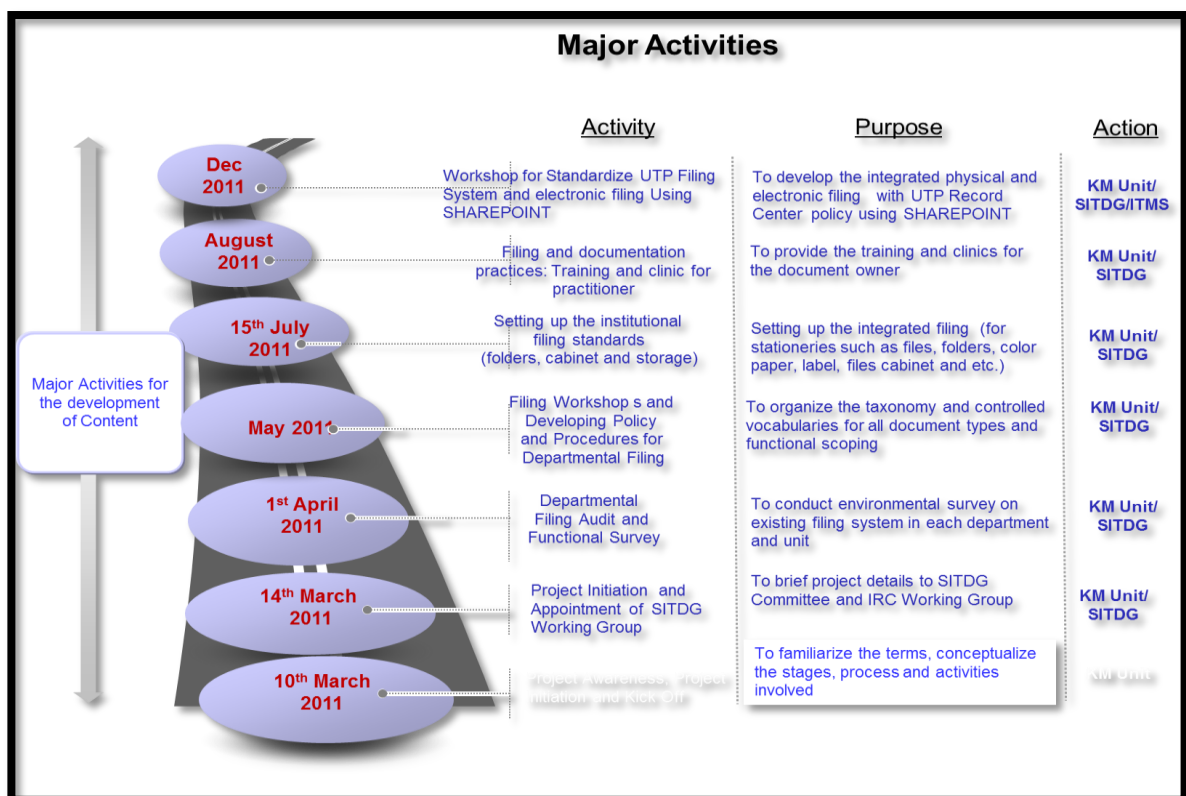 Major Activities
Activity
Purpose
Action
Major Activities for
the development
of Content
Dec
2011
Workshop for Standardize UTP Filing
System and electronic filing Using
SHAREPOINT
To develop the integrated physical and
electronic filing with UTP Record
Center policy using SHAREPOINT
KM Unit/
SITDG/ITMS
August
2011
Filing and documentation
practices: Training and clinic for
practitioner
To provide the training and clinics for
the document owner
KM Unit/
SITDG
15th July
2011
Setting up the institutional
filing standards
(folders, cabinet and storage)
Setting up the integrated filing (for
stationeries such as files, folders, color
paper, label, files cabinet and etc.)
KM Unit/
SITDG
May 2011
Filing Workshop s and
Developing Policy
and Procedures for
Departmental Filing
To organize the taxonomy and controlled
vocabularies for all document types and
functional scoping
KM Unit/
SITDG
1st April
2011
Departmental
Filing Audit and
Functional Survey
To conduct environmental survey on
existing filing system in each department
and unit
KM Unit/
SITDG
14th March
2011
Project Initiation and
Appointment of SITDG
Working Group
To brief project details to SITDG
Committee and IRC Working Group
KM Unit/
SITDG
10th March
2011
Project Awareness, Project
Initiation and Kick Off
To familiarize the terms, conceptualize
the stages, process and activities
involved
KM Unit